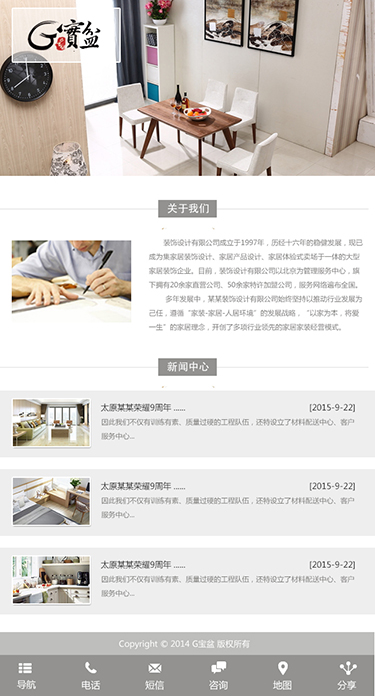 G寶盆
关于我们
装饰设计有限公司成立于1997年，历经十六年的稳健发展，现已
成为集家居装饰设计、家居产品设计、家居体验式卖场于一体的大型
家居装饰企业。目前，装饰设计有限公司以北京为管理服务中心，旗
下拥有20余家直营公司、50余家特许加盟公司，服务网络遍布全国。
多年发展中，某某装饰设计有限公司始终坚持以推动行业发展为
己任，遵循“家装-家居-人居环境”的发展战略，“以家为本，将爱
一生”的家居理念，开创了多项行业领先的家居家装经营模式。
新闻中心
太原某某荣耀9周年 ...... [2015-9-22]
因此我们不仅有训练有素、质量过硬的工程队伍，还特设立了材料配送中心、客户
服务中心...
太原某某荣耀9周年 ...... [2015-9-22]
因此我们不仅有训练有素、质量过硬的工程队伍，还特设立了材料配送中心、客户
服务中心...
太原某某荣耀9周年 ...... [2015-9-22]
因此我们不仅有训练有素、质量过硬的工程队伍，还特设立了材料配送中心、客户
服务中心...
Copyright © 2014 G宝盆 版权所有
导航 电话 短信 咨询 地图 分享